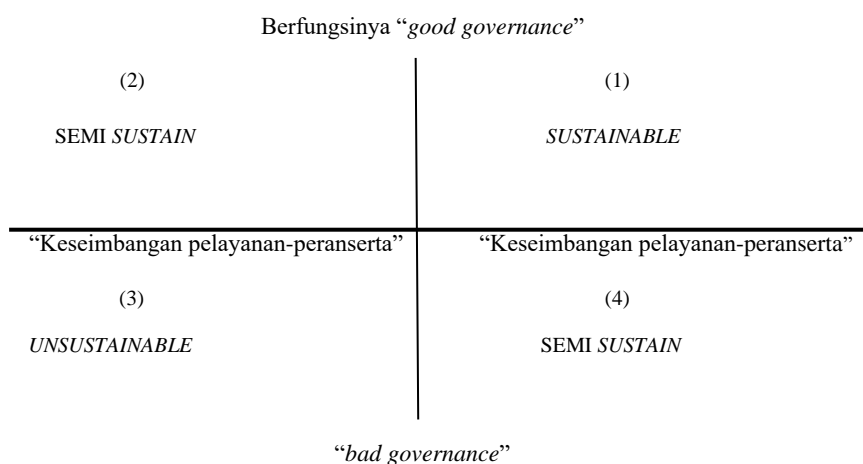 Berfungsinya “good governance”
(2) (1)
SEMI SUSTAIN SUSTAINABLE
“Keseimbangan pelayanan-peranserta” “Keseimbangan pelayanan-peranserta”
(3) (4)
UNSUSTAINABLE SEMI SUSTAIN
“bad governance”